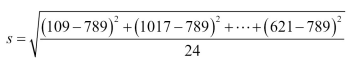 s = √(((109 − 789)² + (1017 − 789)² + ⋯ + (621 − 789)²) / 24)